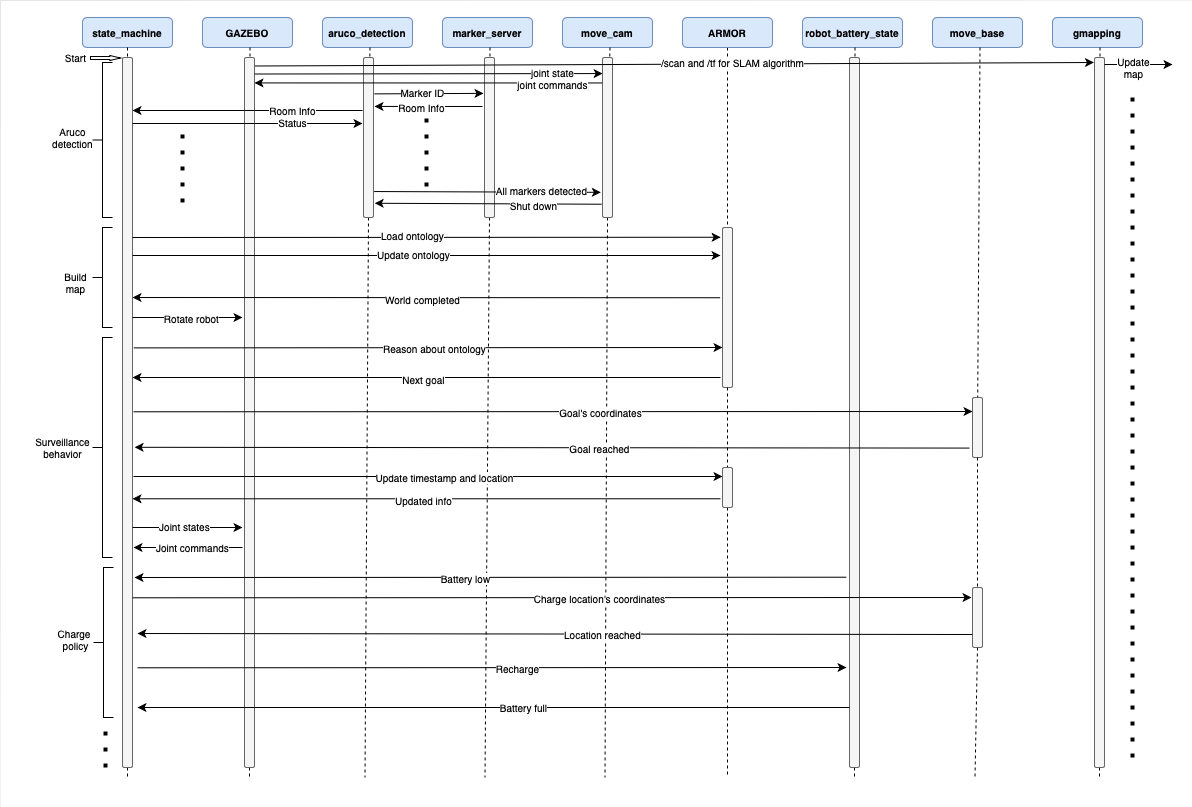 state_machine
GAZEBO
aruco_detection
marker_server
move_cam
ARMOR
robot_battery_state
move_base
gmapping
Start
/scan and /tf for SLAM algorithm
Update
map
joint state
joint commands
Marker ID
Room Info
Room Info
Status
Aruco
detection
All markers detected
Shut down
Load ontology
Update ontology
Build
map
World completed
Rotate robot
Reason about ontology
Next goal
Goal's coordinates
Surveillance
behavior
Goal reached
Update timestamp and location
Updated info
Joint states
Joint commands
Battery low
Charge location's coordinates
Charge
policy
Location reached
Recharge
Battery full